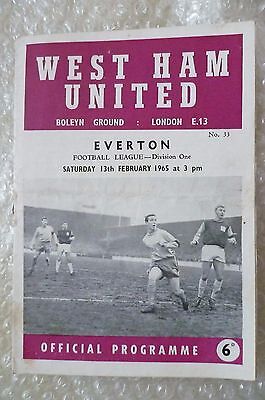 WEST HAM
UNITED
BOLEYN GROUND : LONDON E.13
No. 33
EVERTON
FOOTBALL LEAGUE—Division One
SATURDAY 13th FEBRUARY 1965 at 3 pm
OFFICIAL PROGRAMME 6D